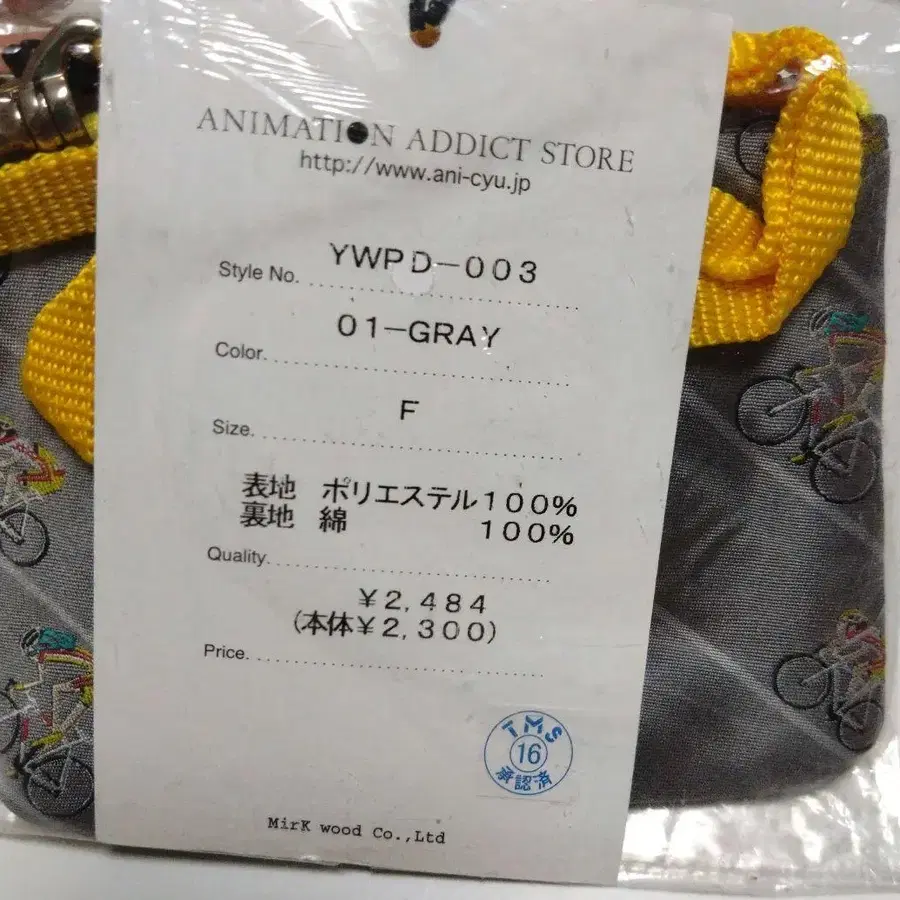 ANIMATION ADDICT STORE
http://www.ani-cyu.jp
Style No. YWPD-003
Color. 01-GRAY
Size. F
表地 ポリエステル100%
裏地 綿 100%
Quality.
¥2,484
(本体¥2,300)
Price.
TMS
16
承認済
MirK wood Co.,Ltd